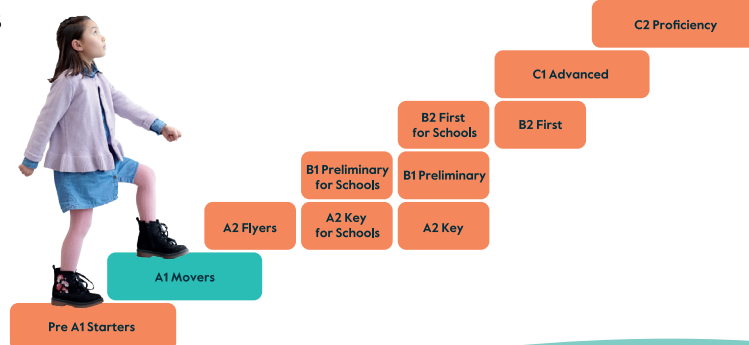 C2 Proficiency
C1 Advanced
B2 First
for Schools
B2 First
B1 Preliminary
for Schools
B1 Preliminary
A2 Flyers
A2 Key
for Schools
A2 Key
A1 Movers
Pre A1 Starters